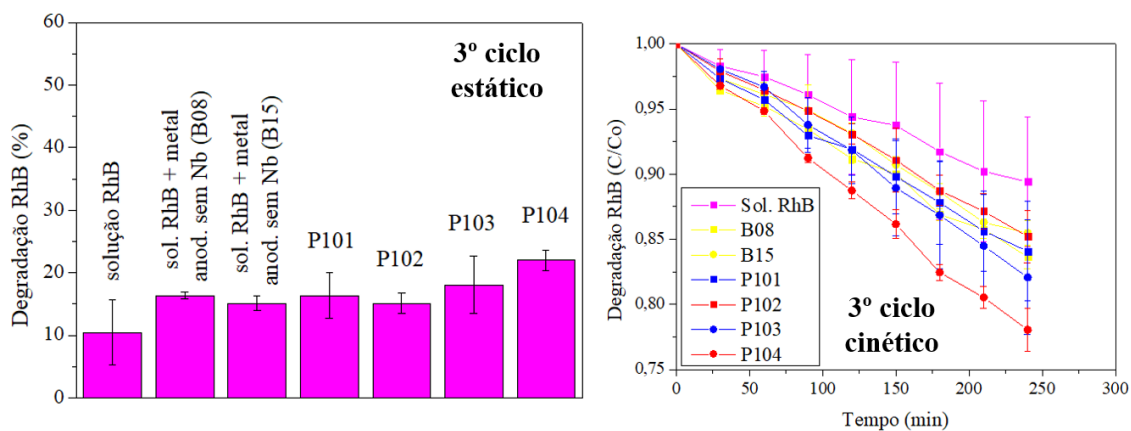 60
50
40
30
20
10
0
Degradação RhB (%)
3º ciclo
estático
solução RhB
sol. RhB + metal
anod. sem Nb (B08)
sol. RhB + metal
anod. sem Nb (B15)
P101
P102
P103
P104
1,00
0,95
0,90
0,85
0,80
0,75
Degradação RhB (C/Co)
Sol. RhB
B08
B15
P101
P102
P103
P104
3º ciclo
cinético
0 50 100 150 200 250 300
Tempo (min)